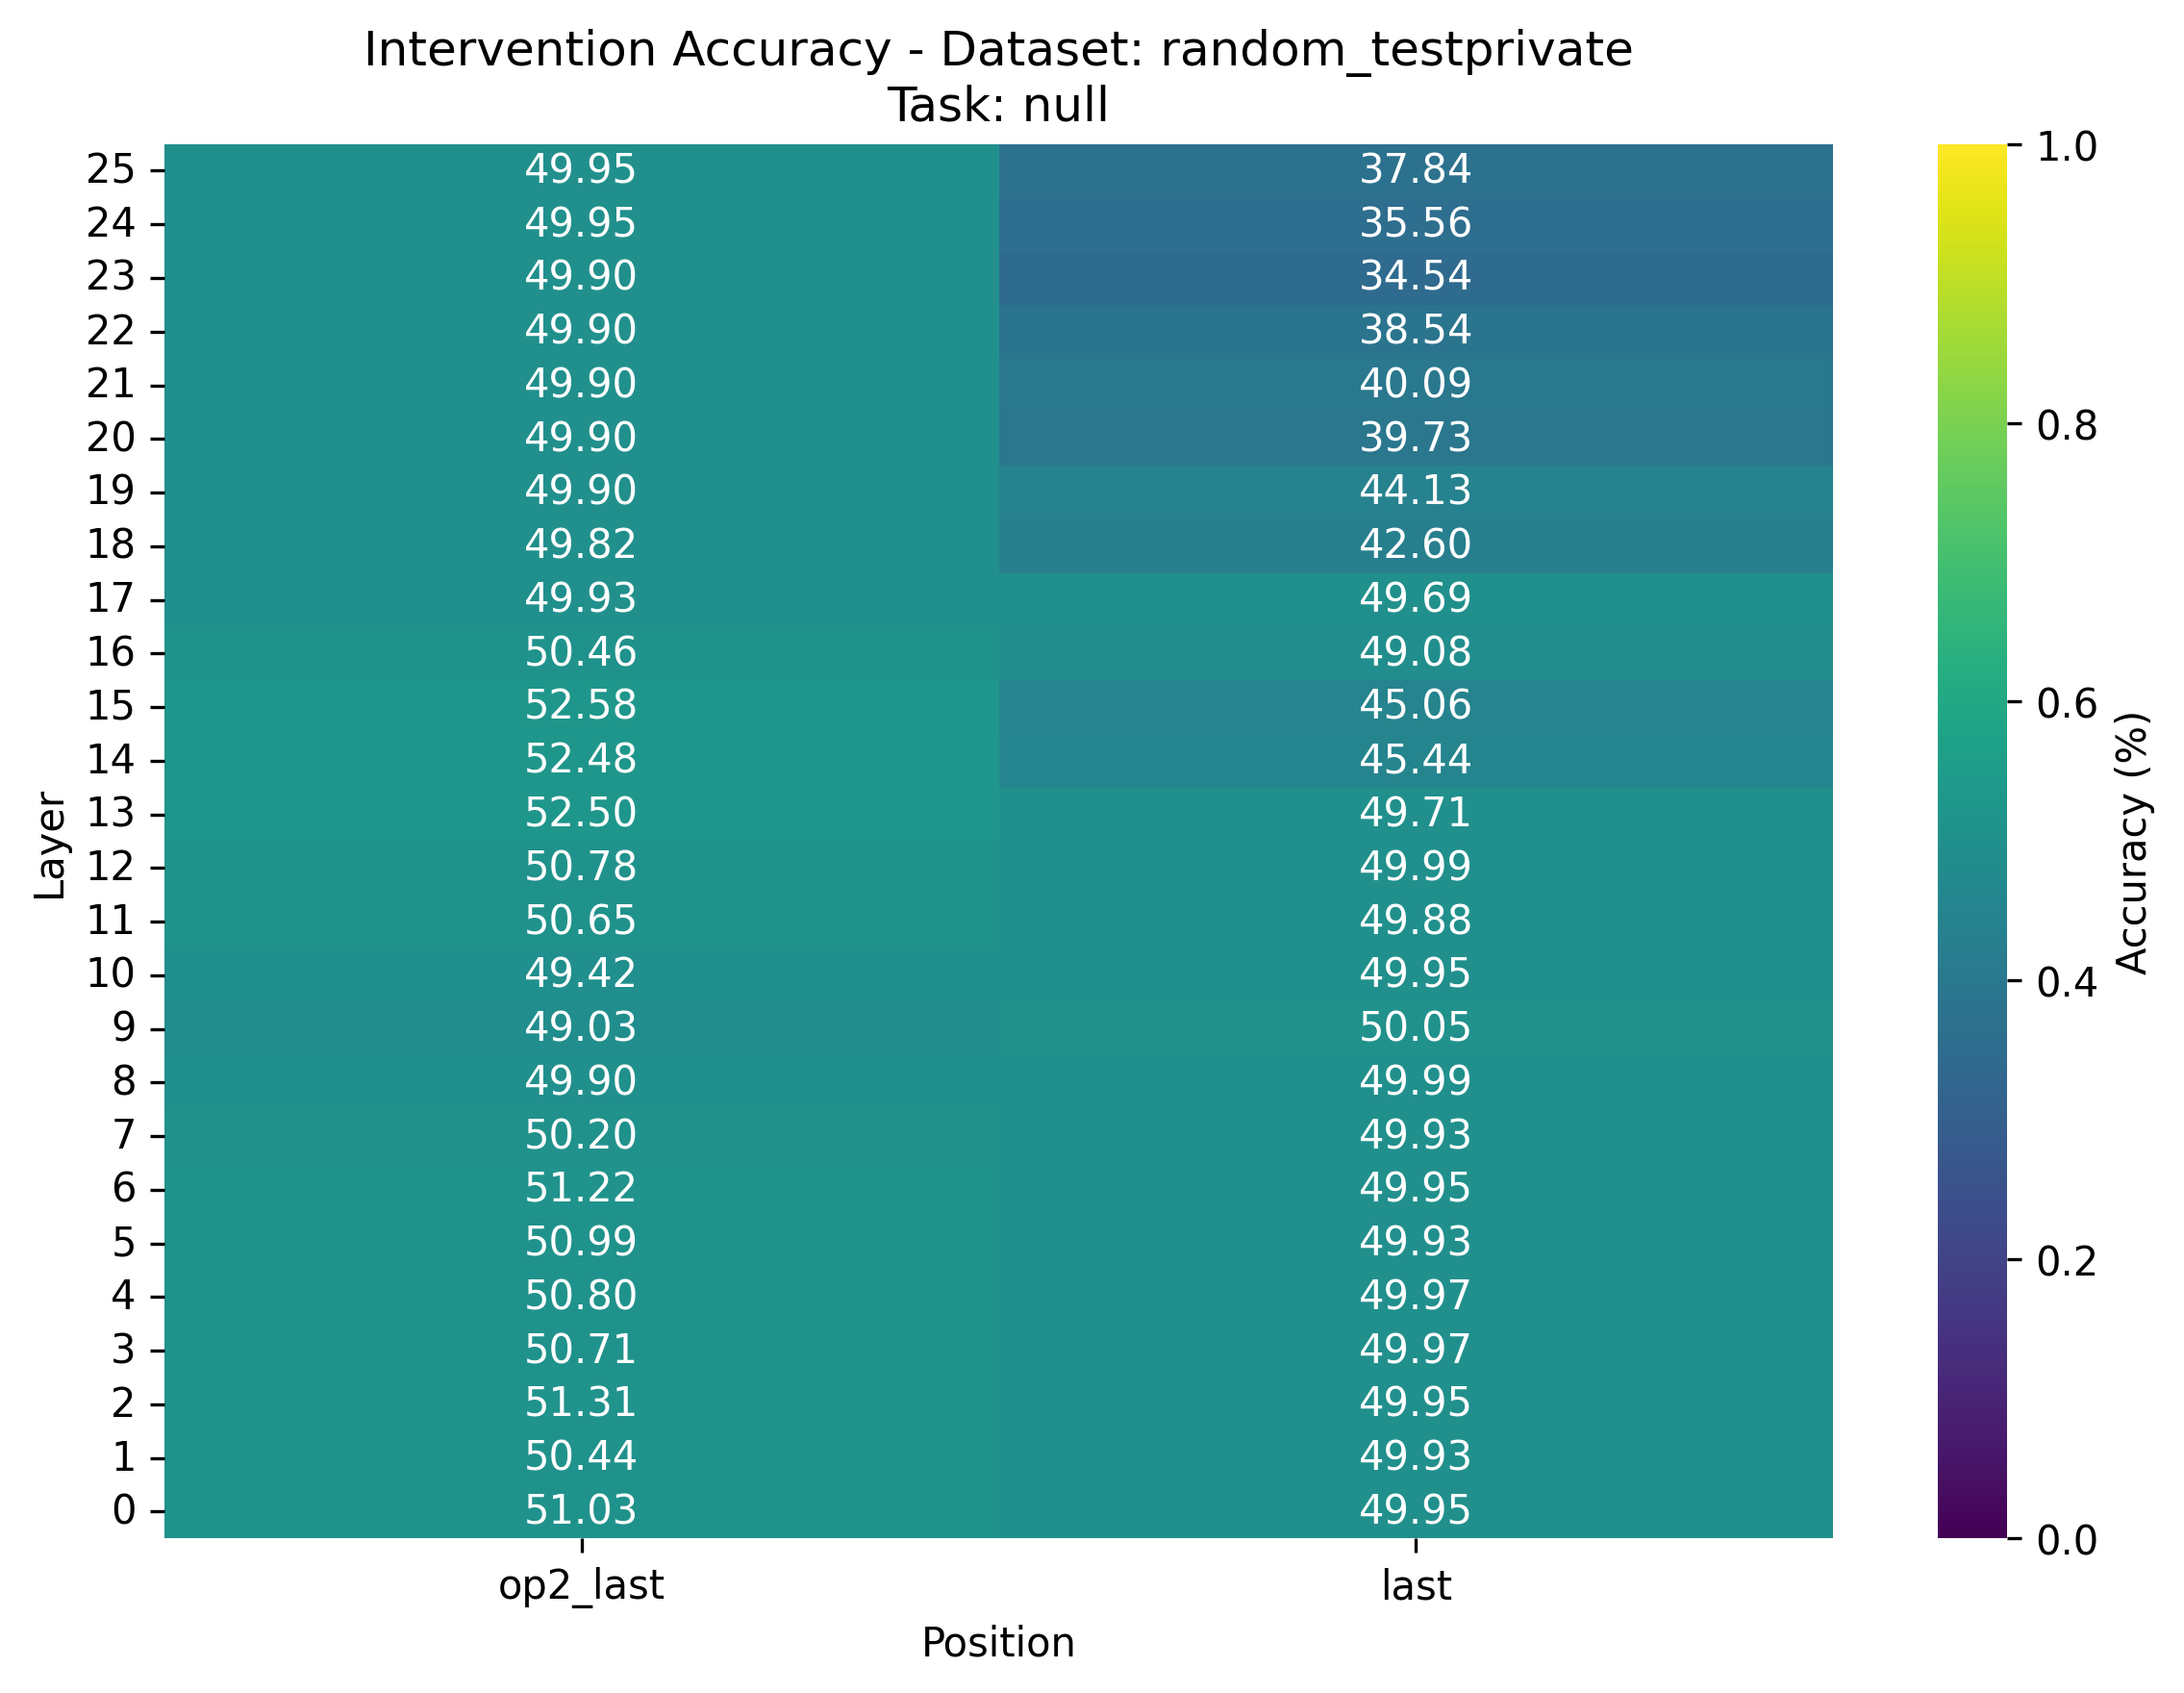 Intervention Accuracy - Dataset: random_testprivate
Task: null
25 49.95 37.84 1.0
24 49.95 35.56
23 49.90 34.54
22 49.90 38.54
21 49.90 40.09
20 49.90 39.73 0.8
19 49.90 44.13
18 49.82 42.60
17 49.93 49.69
16 50.46 49.08
15 52.58 45.06 0.6
14 52.48 45.44
13 52.50 49.71
12 50.78 49.99
11 50.65 49.88
10 49.42 49.95 0.4
9 49.03 50.05
8 49.90 49.99
7 50.20 49.93
6 51.22 49.95
5 50.99 49.93 0.2
4 50.80 49.97
3 50.71 49.97
2 51.31 49.95
1 50.44 49.93
0 51.03 49.95 0.0
Layer
Accuracy (%)
op2_last last
Position